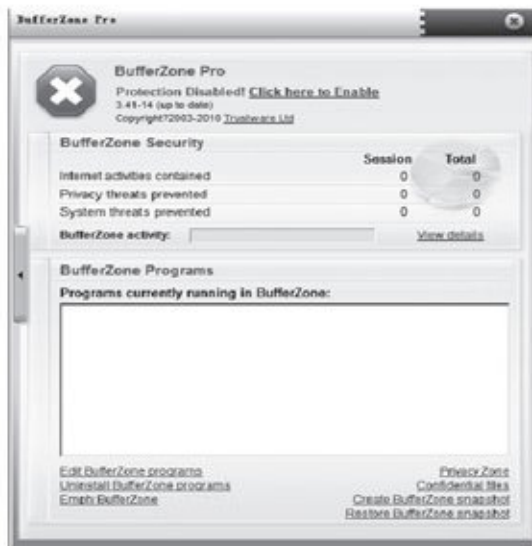 BufferZone Pro
BufferZone Pro
Protection Disabled! Click here to Enable
3.41-14 (up to date)
Copyright?2003-2010 Trustware Ltd
BufferZone Security
Session Total
Internet activities contained 0 0
Privacy threats prevented 0 0
System threats prevented 0 0
BufferZone activity: View details
BufferZone Programs
Programs currently running in BufferZone:
Edit BufferZone programs Privacy Zone
Uninstall BufferZone programs Confidential files
Empty BufferZone Create BufferZone snapshot
Restore BufferZone snapshot